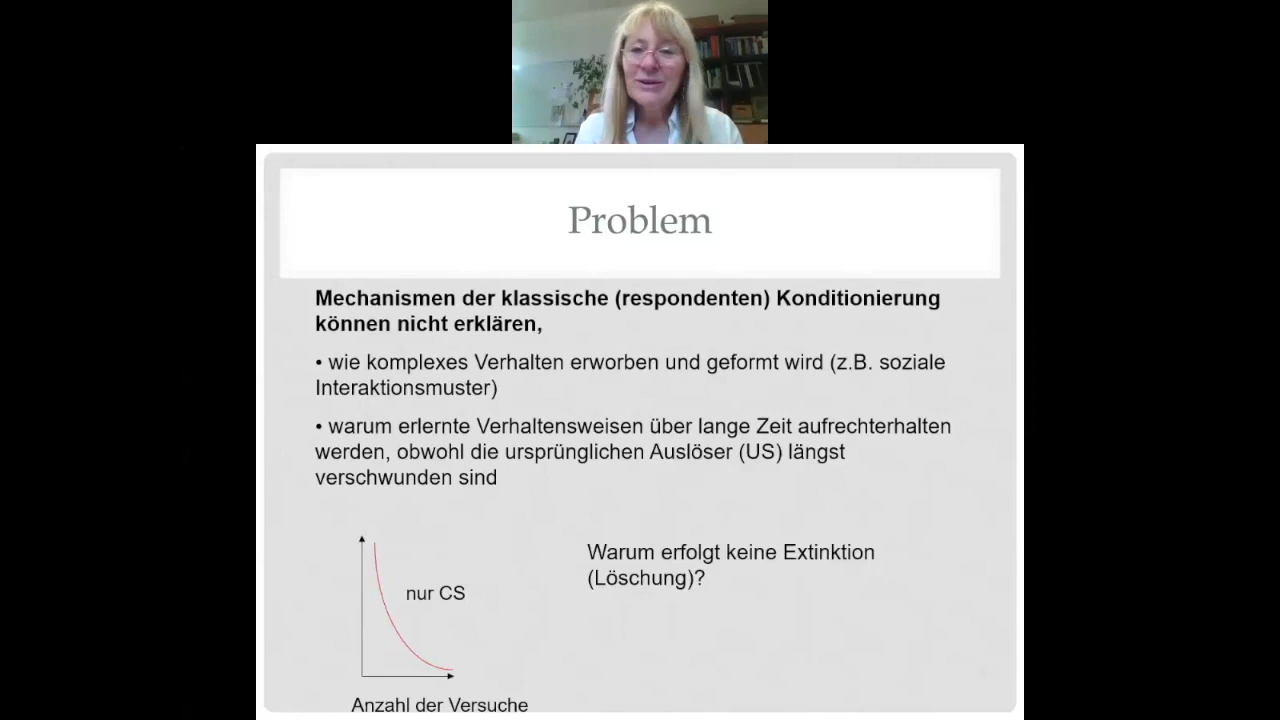 Problem
Mechanismen der klassische (respondenten) Konditionierung
können nicht erklären,
• wie komplexes Verhalten erworben und geformt wird (z.B. soziale
Interaktionsmuster)
• warum erlernte Verhaltensweisen über lange Zeit aufrechterhalten
werden, obwohl die ursprünglichen Auslöser (US) längst
verschwunden sind
Warum erfolgt keine Extinktion
(Löschung)?
nur CS
Anzahl der Versuche